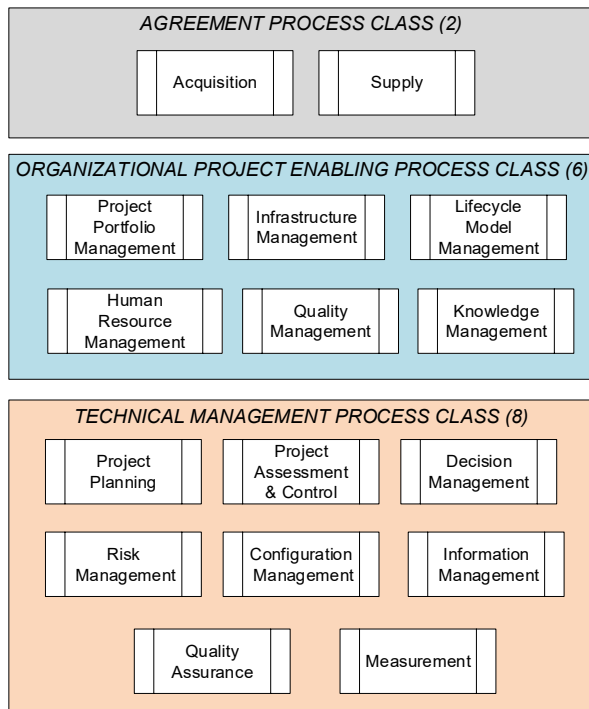 AGREEMENT PROCESS CLASS (2)
Acquisition
Supply
ORGANIZATIONAL PROJECT ENABLING PROCESS CLASS (6)
Project
Portfolio
Management
Infrastructure
Management
Lifecycle
Model
Management
Human
Resource
Management
Quality
Management
Knowledge
Management
TECHNICAL MANAGEMENT PROCESS CLASS (8)
Project
Planning
Project
Assessment
& Control
Decision
Management
Risk
Management
Configuration
Management
Information
Management
Quality
Assurance
Measurement